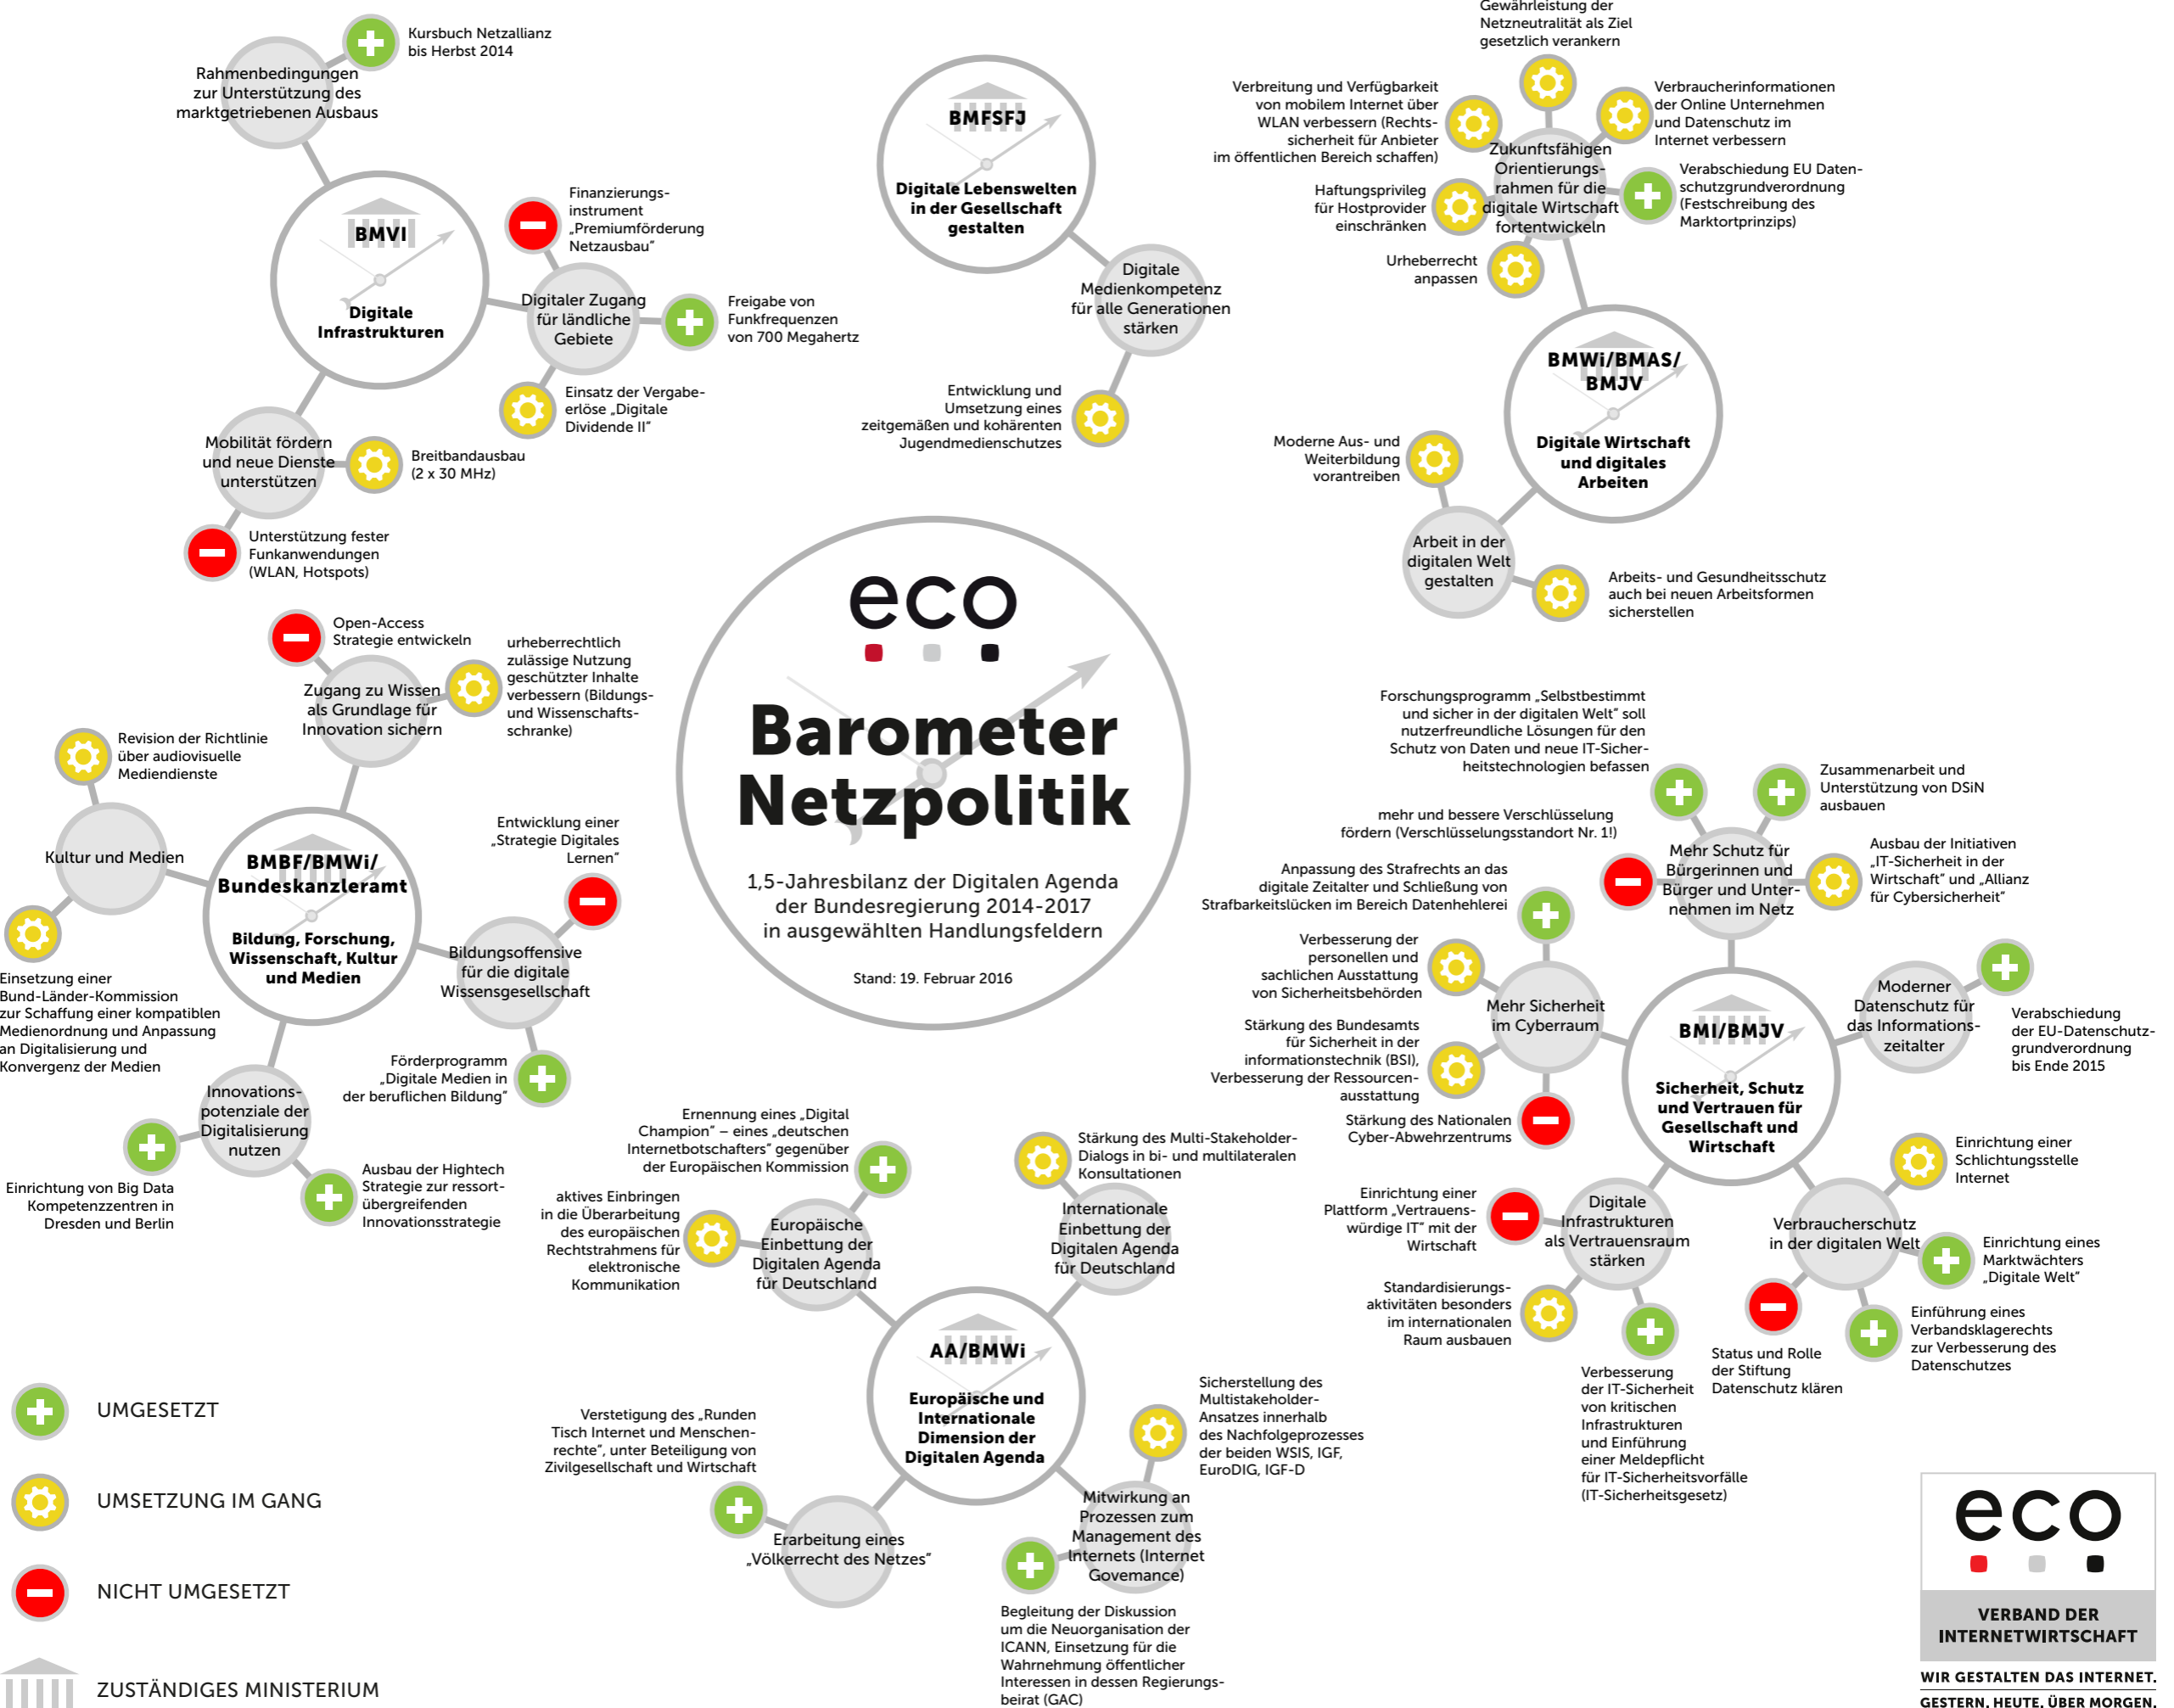 Kursbuch Netzallianz
bis Herbst 2014
Rahmenbedingungen
zur Unterstützung des
marktgetriebenen Ausbaus
BMVI
Digitale
Infrastrukturen
Finanzierungs-
instrument
„Premiumförderung
Netzausbau“
Digitaler Zugang
für ländliche
Gebiete
Freigabe von
Funkfrequenzen
von 700 Megahertz
Einsatz der Vergabe-
erlöse „Digitale
Dividende II“
Mobilität fördern
und neue Dienste
unterstützen
Breitbandausbau
(2 x 30 MHz)
Unterstützung fester
Funkanwendungen
(WLAN, Hotspots)
BMFSFJ
Digitale Lebenswelten
in der Gesellschaft
gestalten
Digitale
Medienkompetenz
für alle Generationen
stärken
Entwicklung und
Umsetzung eines
zeitgemäßen und kohärenten
Jugendmedienschutzes
Gewährleistung der
Netzneutralität als Ziel
gesetzlich verankern
Verbreitung und Verfügbarkeit
von mobilem Internet über
WLAN verbessern (Rechts-
sicherheit für Anbieter
im öffentlichen Bereich schaffen)
Verbraucherinformationen
der Online Unternehmen
und Datenschutz im
Internet verbessern
Zukunftsfähigen
Orientierungs-
rahmen für die
digitale Wirtschaft
fortentwickeln
Verabschiedung EU Daten-
schutzgrundverordnung
(Festschreibung des
Marktortprinzips)
Haftungsprivileg
für Hostprovider
einschränken
Urheberrecht
anpassen
BMWi/BMAS/
BMJV
Digitale Wirtschaft
und digitales
Arbeiten
Moderne Aus- und
Weiterbildung
vorantreiben
Arbeit in der
digitalen Welt
gestalten
Arbeits- und Gesundheitsschutz
auch bei neuen Arbeitsformen
sicherstellen
eco
Barometer
Netzpolitik
1,5-Jahresbilanz der Digitalen Agenda
der Bundesregierung 2014-2017
in ausgewählten Handlungsfeldern
Stand: 19. Februar 2016
Open-Access
Strategie entwickeln
urheberrechtlich
zulässige Nutzung
geschützter Inhalte
verbessern (Bildungs-
und Wissenschafts-
schranke)
Zugang zu Wissen
als Grundlage für
Innovation sichern
Revision der Richtlinie
über audiovisuelle
Mediendienste
Kultur und Medien
BMBF/BMWi/
Bundeskanzleramt
Bildung, Forschung,
Wissenschaft, Kultur
und Medien
Entwicklung einer
„Strategie Digitales
Lernen“
Bildungsoffensive
für die digitale
Wissensgesellschaft
Einsetzung einer
Bund-Länder-Kommission
zur Schaffung einer kompatiblen
Medienordnung und Anpassung
an Digitalisierung und
Konvergenz der Medien
Förderprogramm
„Digitale Medien in
der beruflichen Bildung“
Innovations-
potenziale der
Digitalisierung
nutzen
Einrichtung von Big Data
Kompetenzzentren in
Dresden und Berlin
Ausbau der Hightech
Strategie zur ressort-
übergreifenden
Innovationsstrategie
Forschungsprogramm „Selbstbestimmt
und sicher in der digitalen Welt“ soll
nutzerfreundliche Lösungen für den
Schutz von Daten und neue IT-Sicher-
heitstechnologien befassen
Zusammenarbeit und
Unterstützung von DSiN
ausbauen
mehr und bessere Verschlüsselung
fördern (Verschlüsselungsstandort Nr. 1!)
Mehr Schutz für
Bürgerinnen und
Bürger und Unter-
nehmen im Netz
Ausbau der Initiativen
„IT-Sicherheit in der
Wirtschaft“ und „Allianz
für Cybersicherheit“
Anpassung des Strafrechts an das
digitale Zeitalter und Schließung von
Strafbarkeitslücken im Bereich Datenhehlerei
Verbesserung der
personellen und
sachlichen Ausstattung
von Sicherheitsbehörden
Mehr Sicherheit
im Cyberraum
Stärkung des Bundesamts
für Sicherheit in der
informationstechnik (BSI),
Verbesserung der Ressourcen-
ausstattung
Stärkung des Nationalen
Cyber-Abwehrzentrums
Moderner
Datenschutz für
das Informations-
zeitalter
Verabschiedung
der EU-Datenschutz-
grundverordnung
bis Ende 2015
BMI/BMJV
Sicherheit, Schutz
und Vertrauen für
Gesellschaft und
Wirtschaft
Einrichtung einer
Plattform „Vertrauens-
würdige IT“ mit der
Wirtschaft
Digitale
Infrastrukturen
als Vertrauensraum
stärken
Standardisierungs-
aktivitäten besonders
im internationalen
Raum ausbauen
Verbesserung
der IT-Sicherheit
von kritischen
Infrastrukturen
und Einführung
einer Meldepflicht
für IT-Sicherheitsvorfälle
(IT-Sicherheitsgesetz)
Einrichtung einer
Schlichtungsstelle
Internet
Verbraucherschutz
in der digitalen Welt
Einrichtung eines
Marktwächters
„Digitale Welt“
Einführung eines
Verbandsklagerechts
zur Verbesserung des
Datenschutzes
Status und Rolle
der Stiftung
Datenschutz klären
Ernennung eines „Digital
Champion“ – eines „deutschen
Internetbotschafters“ gegenüber
der Europäischen Kommission
aktives Einbringen
in die Überarbeitung
des europäischen
Rechtstrahmens für
elektronische
Kommunikation
Europäische
Einbettung der
Digitalen Agenda
für Deutschland
Stärkung des Multi-Stakeholder-
Dialogs in bi- und multilateralen
Konsultationen
Internationale
Einbettung der
Digitalen Agenda
für Deutschland
AA/BMWi
Europäische und
Internationale
Dimension der
Digitalen Agenda
Verstetigung des „Runden
Tisch Internet und Menschen-
rechte“, unter Beteiligung von
Zivilgesellschaft und Wirtschaft
Erarbeitung eines
„Völkerrecht des Netzes“
Sicherstellung des
Multistakeholder-
Ansatzes innerhalb
des Nachfolgeprozesses
der beiden WSIS, IGF,
EuroDIG, IGF-D
Mitwirkung an
Prozessen zum
Management des
Internets (Internet
Govemance)
Begleitung der Diskussion
um die Neuorganisation der
ICANN, Einsetzung für die
Wahrnehmung öffentlicher
Interessen in dessen Regierungs-
beirat (GAC)
UMGESETZT
UMSETZUNG IM GANG
NICHT UMGESETZT
ZUSTÄNDIGES MINISTERIUM
eco
VERBAND DER
INTERNETWIRTSCHAFT
WIR GESTALTEN DAS INTERNET.
GESTERN, HEUTE, ÜBER MORGEN.